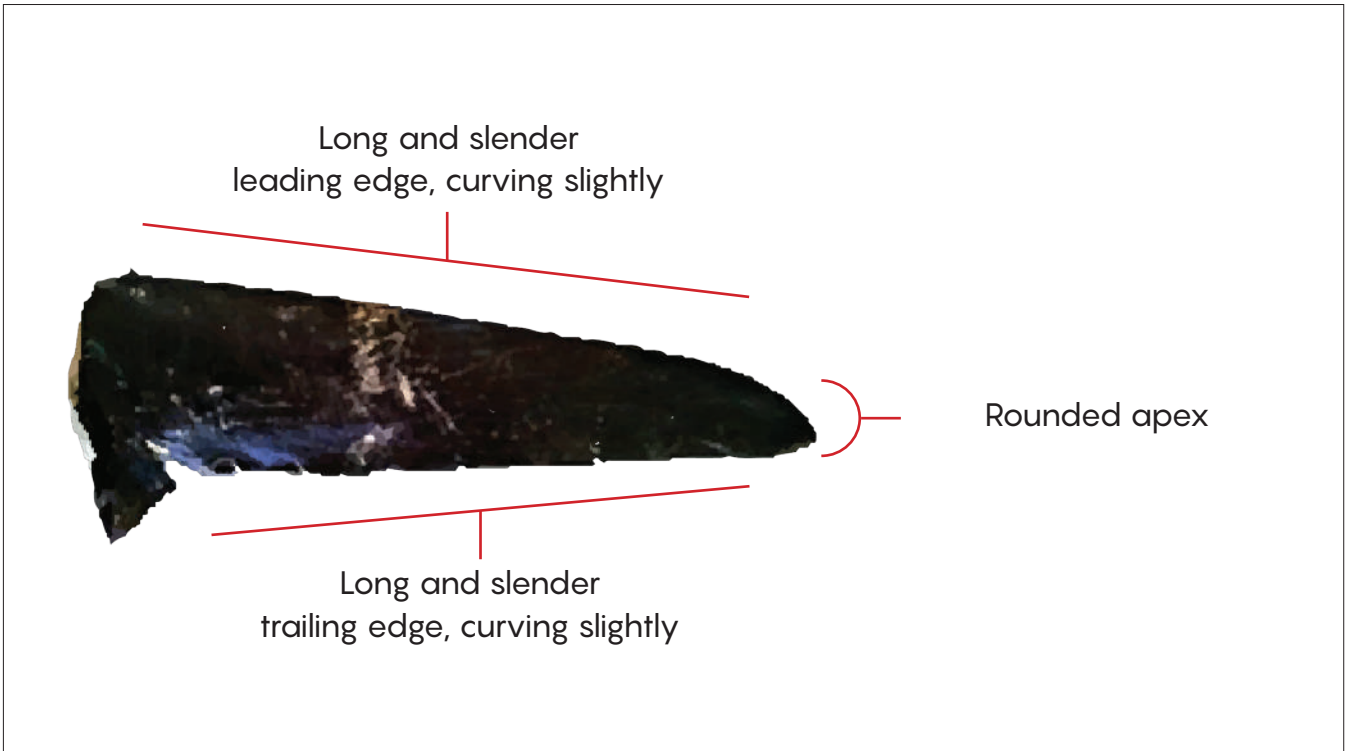 Long and slender
leading edge, curving slightly
Rounded apex
Long and slender
trailing edge, curving slightly